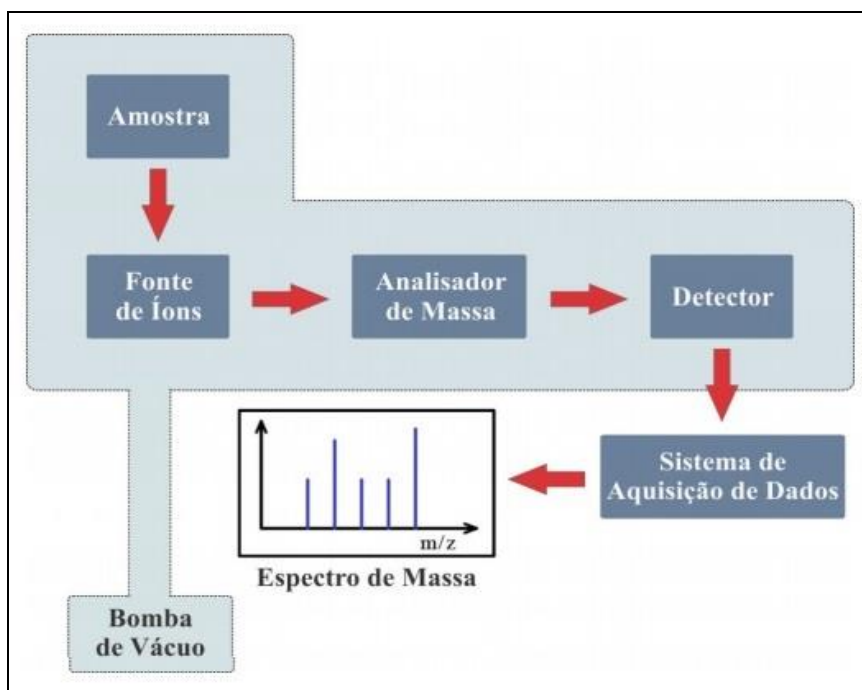 Amostra
Fonte
de Íons
Analisador
de Massa
Detector
Sistema de
Aquisição de Dados
m/z
Espectro de Massa
Bomba
de Vácuo